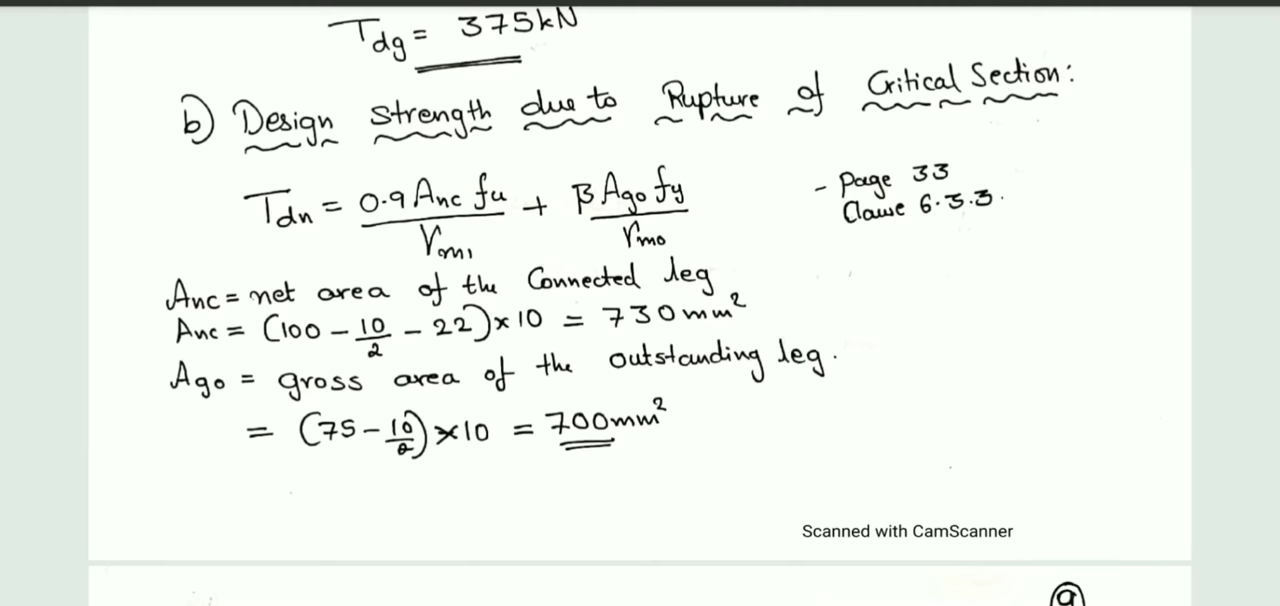 Tdg = 375kN
b) Design Strength due to Rupture of Critical Section:
Tdn = 0.9 Anc fu / γm1 + β Ago fy / γmo
- Page 33
Clause 6.3.3.
Anc = net area of the Connected leg
Anc = (100 - 10/2 - 22) × 10 = 730 mm²
Ago = gross area of the outstanding leg.
= (75 - 10/2) × 10 = 700mm²
Scanned with CamScanner
9